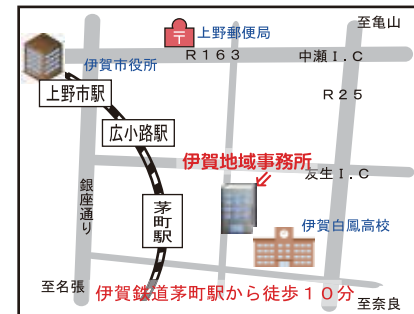 至亀山
上野郵便局
R163
中瀬I.C
伊賀市役所
上野市駅
R25
広小路駅
伊賀地域事務所
友生I.C
銀座通り
茅町駅
伊賀白鳳高校
至名張
伊賀鉄道茅町駅から徒歩10分
至奈良